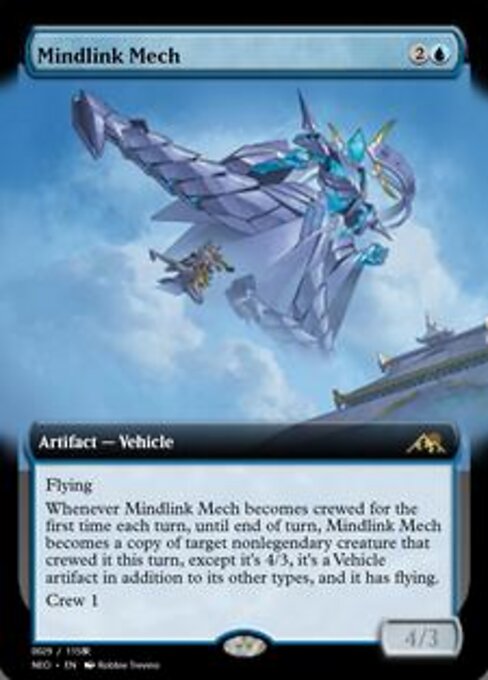 Mindlink Mech
2
Artifact — Vehicle
Flying
Whenever Mindlink Mech becomes crewed for the
first time each turn, until end of turn, Mindlink Mech
becomes a copy of target nonlegendary creature that
crewed it this turn, except it's 4/3, it's a Vehicle
artifact in addition to its other types, and it has flying.
Crew 1
4/3
NEO • EN Robbie Trevino